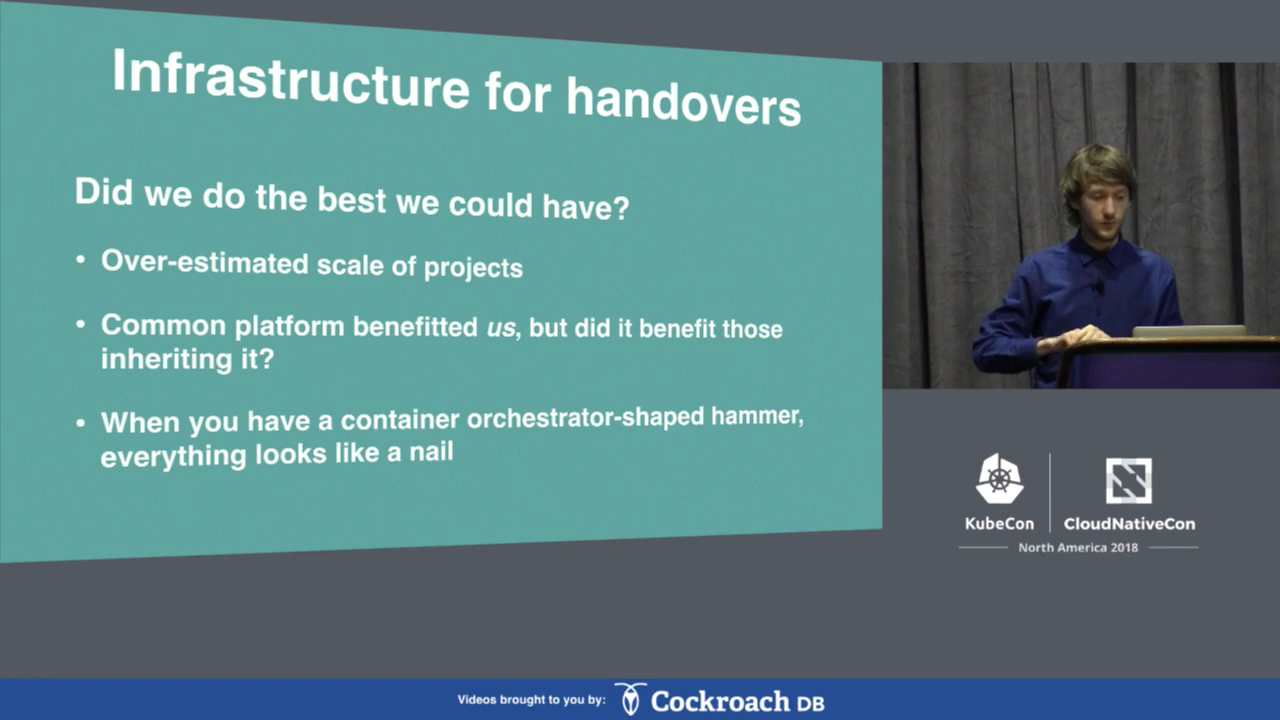 Infrastructure for handovers
Did we do the best we could have?
• Over-estimated scale of projects
• Common platform benefitted us, but did it benefit those
inheriting it?
• When you have a container orchestrator-shaped hammer,
everything looks like a nail
KubeCon
CloudNativeCon
North America 2018
Videos brought to you by:
Cockroach DB